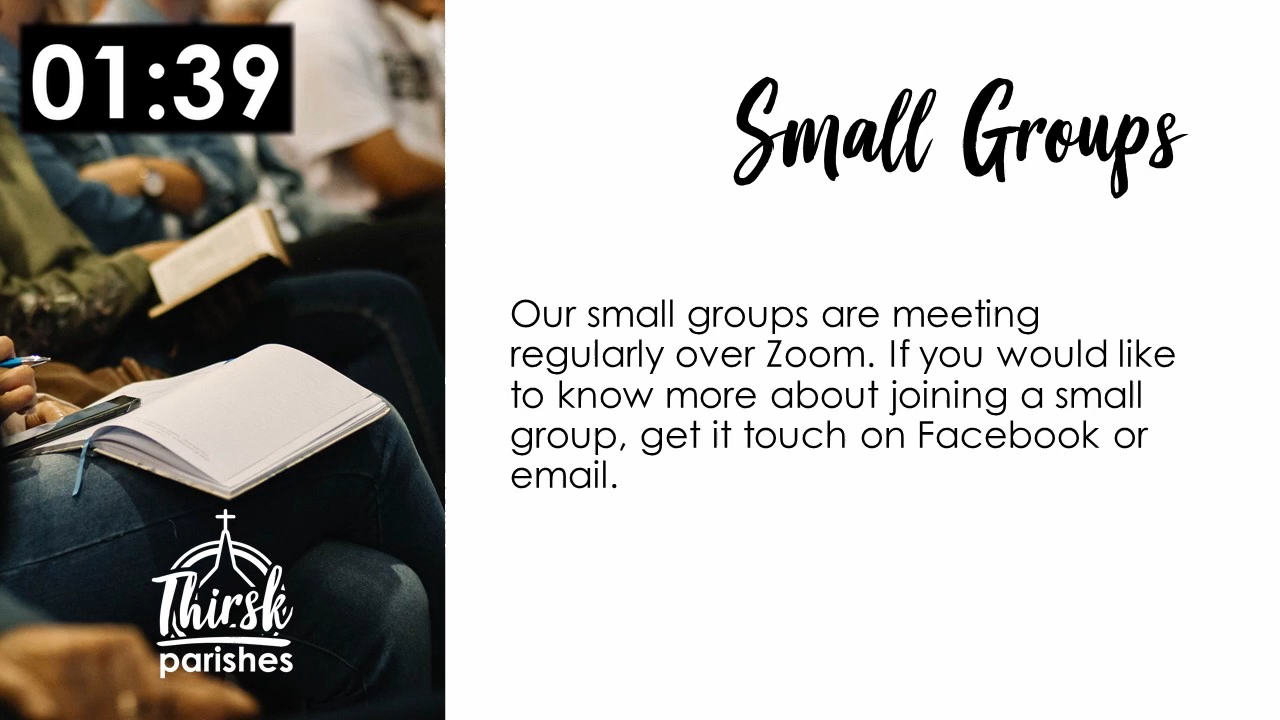 01:39
Small Groups
Our small groups are meeting
regularly over Zoom. If you would like
to know more about joining a small
group, get it touch on Facebook or
email.
Thirsk
parishes